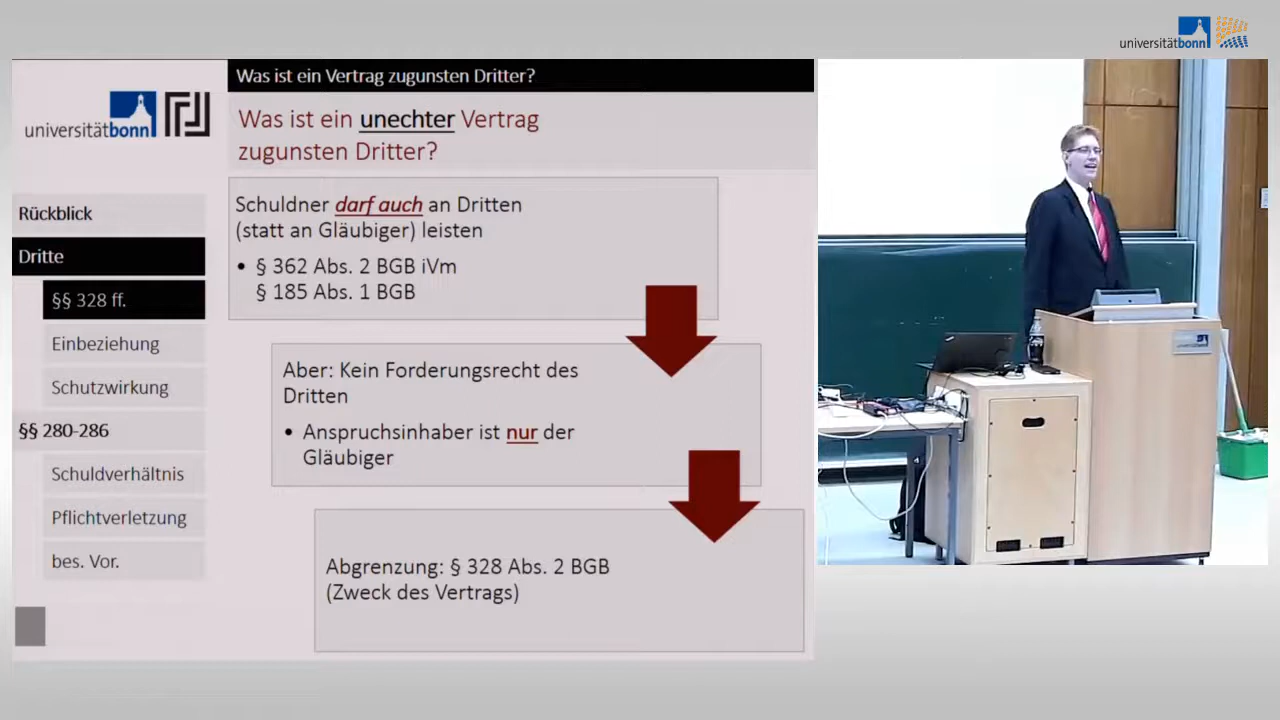 universitätbonn
Was ist ein Vertrag zugunsten Dritter?
universitätbonn
Was ist ein unechter Vertrag
zugunsten Dritter?
Rückblick
Dritte
§§ 328 ff.
Einbeziehung
Schutzwirkung
§§ 280-286
Schuldverhältnis
Pflichtverletzung
bes. Vor.
Schuldner darf auch an Dritten
(statt an Gläubiger) leisten
• § 362 Abs. 2 BGB iVm
§ 185 Abs. 1 BGB
Aber: Kein Forderungsrecht des
Dritten
• Anspruchsinhaber ist nur der
Gläubiger
Abgrenzung: § 328 Abs. 2 BGB
(Zweck des Vertrags)